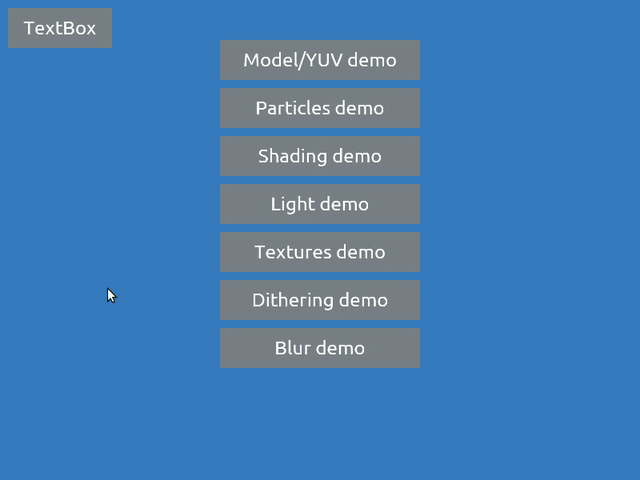 TextBox
Model/YUV demo
Particles demo
Shading demo
Light demo
Textures demo
Dithering demo
Blur demo